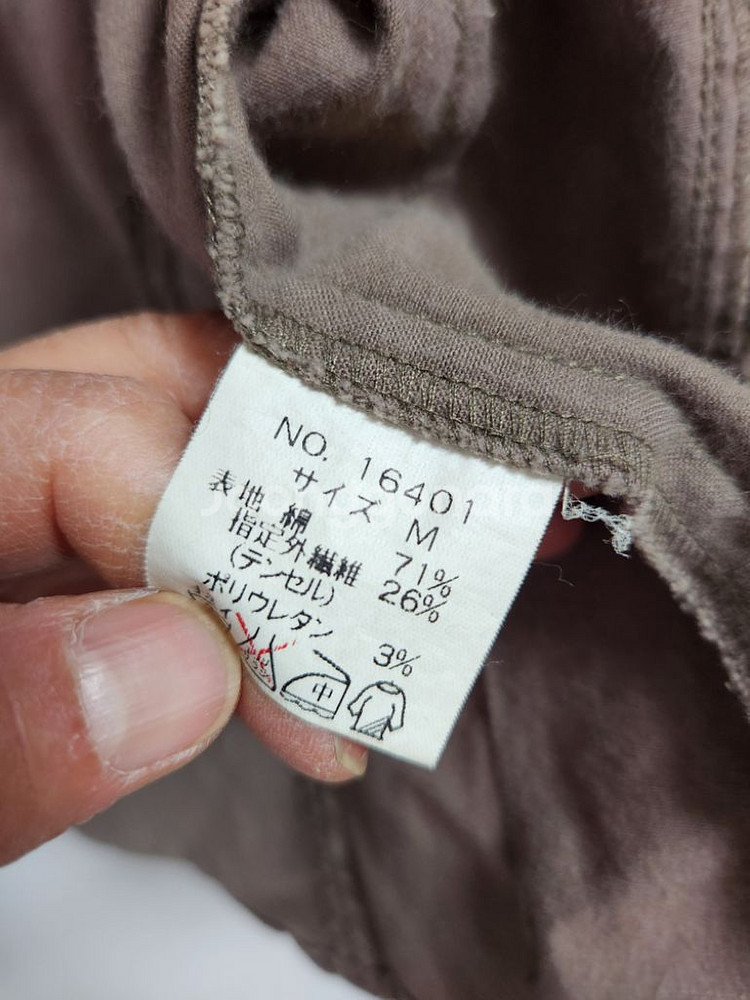 NO. 16401
サイズ M
表地 綿 71%
指定外繊維 26%
(テンセル)
ポリウレタン 3%
中